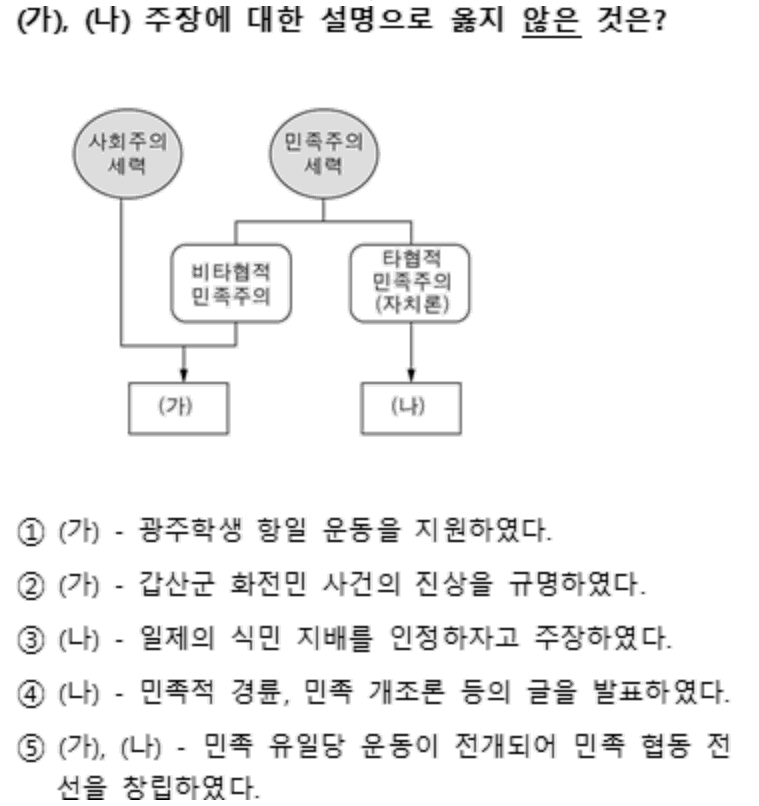 (가), (나) 주장에 대한 설명으로 옳지 않은 것은?
사회주의
세력
민족주의
세력
비타협적
민족주의
타협적
민족주의
(자치론)
(가)
(나)
① (가) - 광주학생 항일 운동을 지원하였다.
② (가) - 갑산군 화전민 사건의 진상을 규명하였다.
③ (나) - 일제의 식민 지배를 인정하자고 주장하였다.
④ (나) - 민족적 경륜, 민족 개조론 등의 글을 발표하였다.
⑤ (가), (나) - 민족 유일당 운동이 전개되어 민족 협동 전
선을 창립하였다.